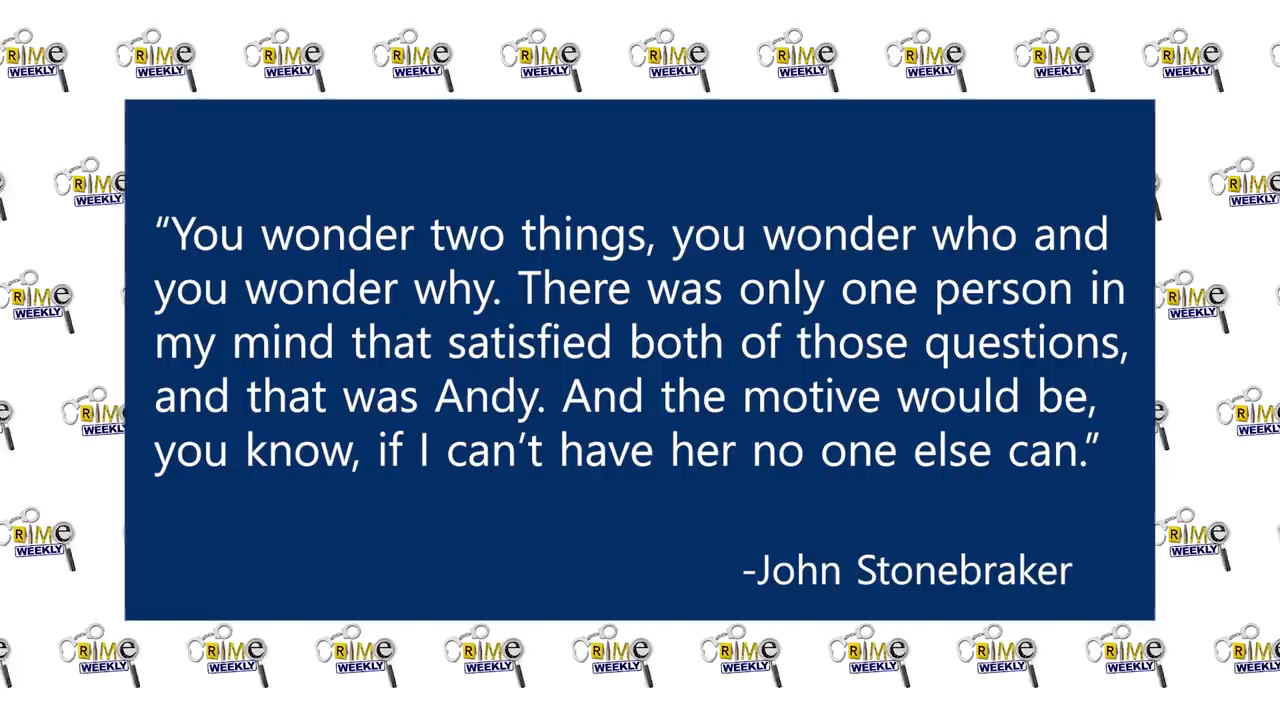 “You wonder two things, you wonder who and
you wonder why. There was only one person in
my mind that satisfied both of those questions,
and that was Andy. And the motive would be,
you know, if I can’t have her no one else can.”
-John Stonebraker
CRIME WEEKLY